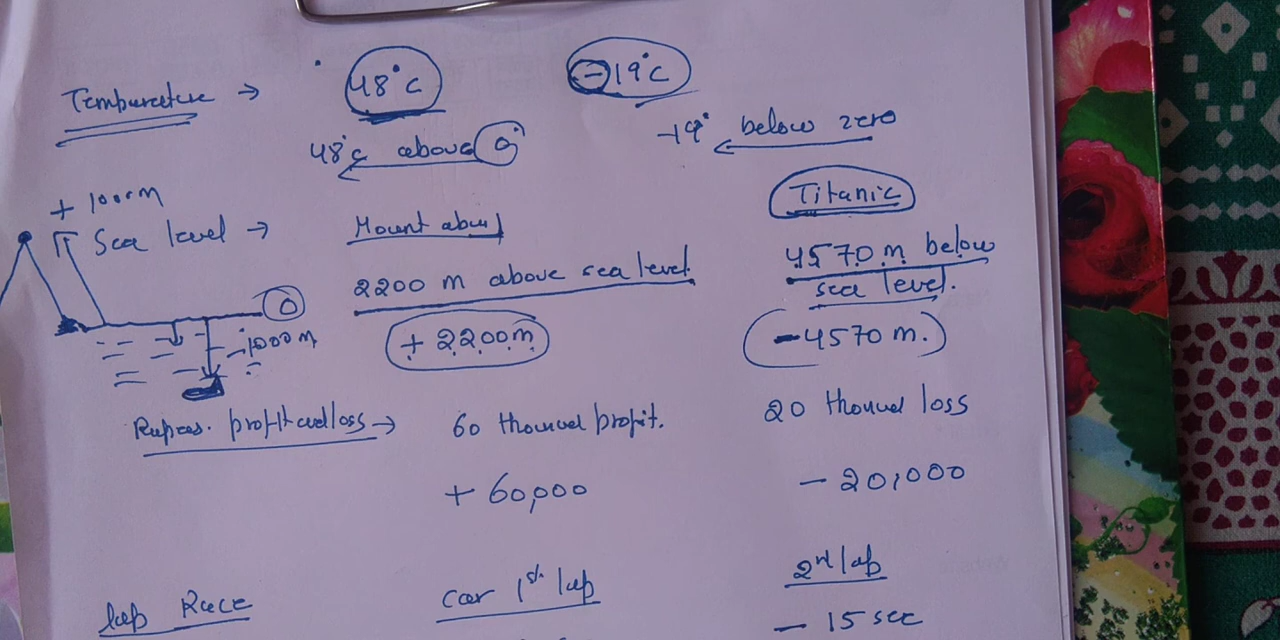 Temperature → 48°C -19°C
48°C above 0° -19° below zero
+ 1000m Titanic
Sea level → Mount abu 4570 m below
2200 m above sea level. sea level.
0
-1000 m + 2200m -4570 m.
Rupees. profit and loss → 60 thousand profit. 20 thousand loss
+ 60,000 - 20,000
lap Race car 1st lap 2nd lap
- 15 sec